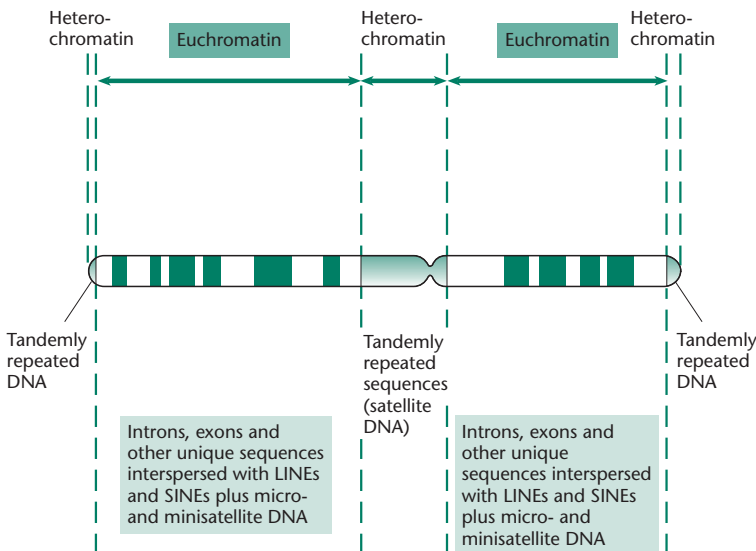 Hetero-
chromatin
Euchromatin
Hetero-
chromatin
Euchromatin
Hetero-
chromatin
Tandemly
repeated
DNA
Tandemly
repeated
sequences
(satellite
DNA)
Tandemly
repeated
DNA
Introns, exons and
other unique sequences
interspersed with LINEs
and SINEs plus micro-
and minisatellite DNA
Introns, exons and
other unique
sequences interspersed
with LINEs and SINEs
plus micro- and
minisatellite DNA